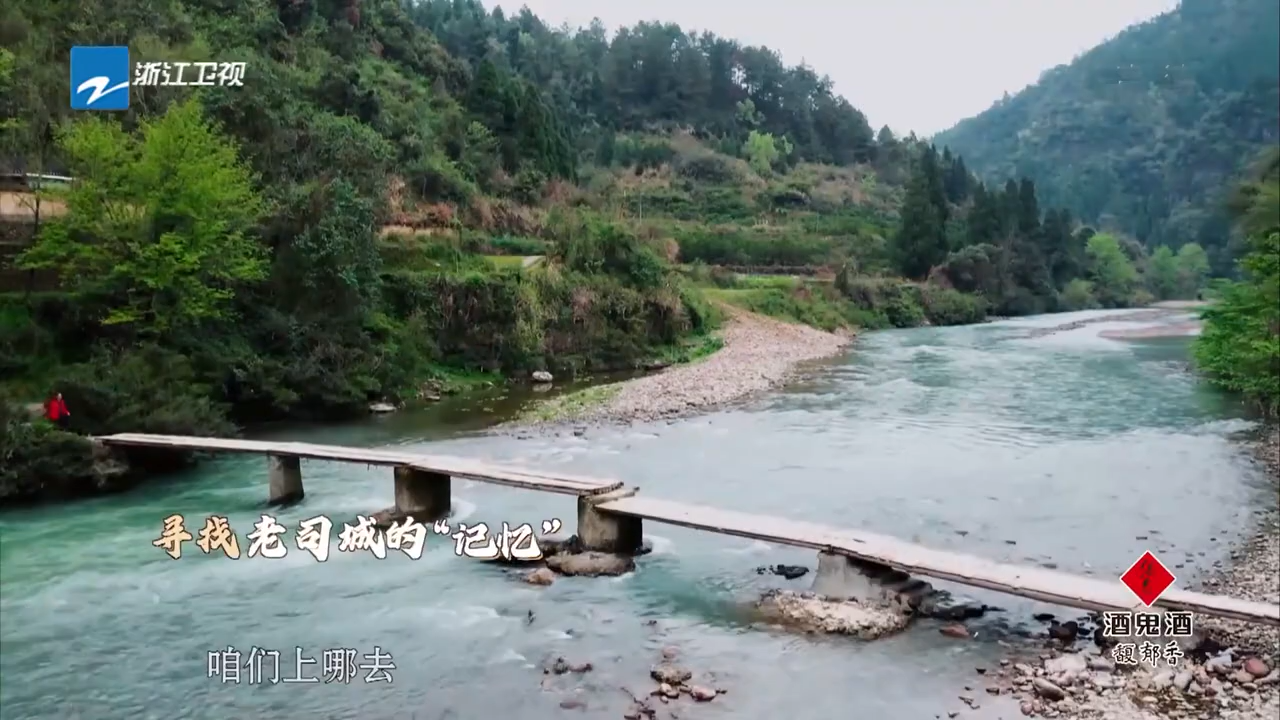 浙江卫视
寻找老司城的“记忆”
咱们上哪去
酒鬼酒
馥郁香